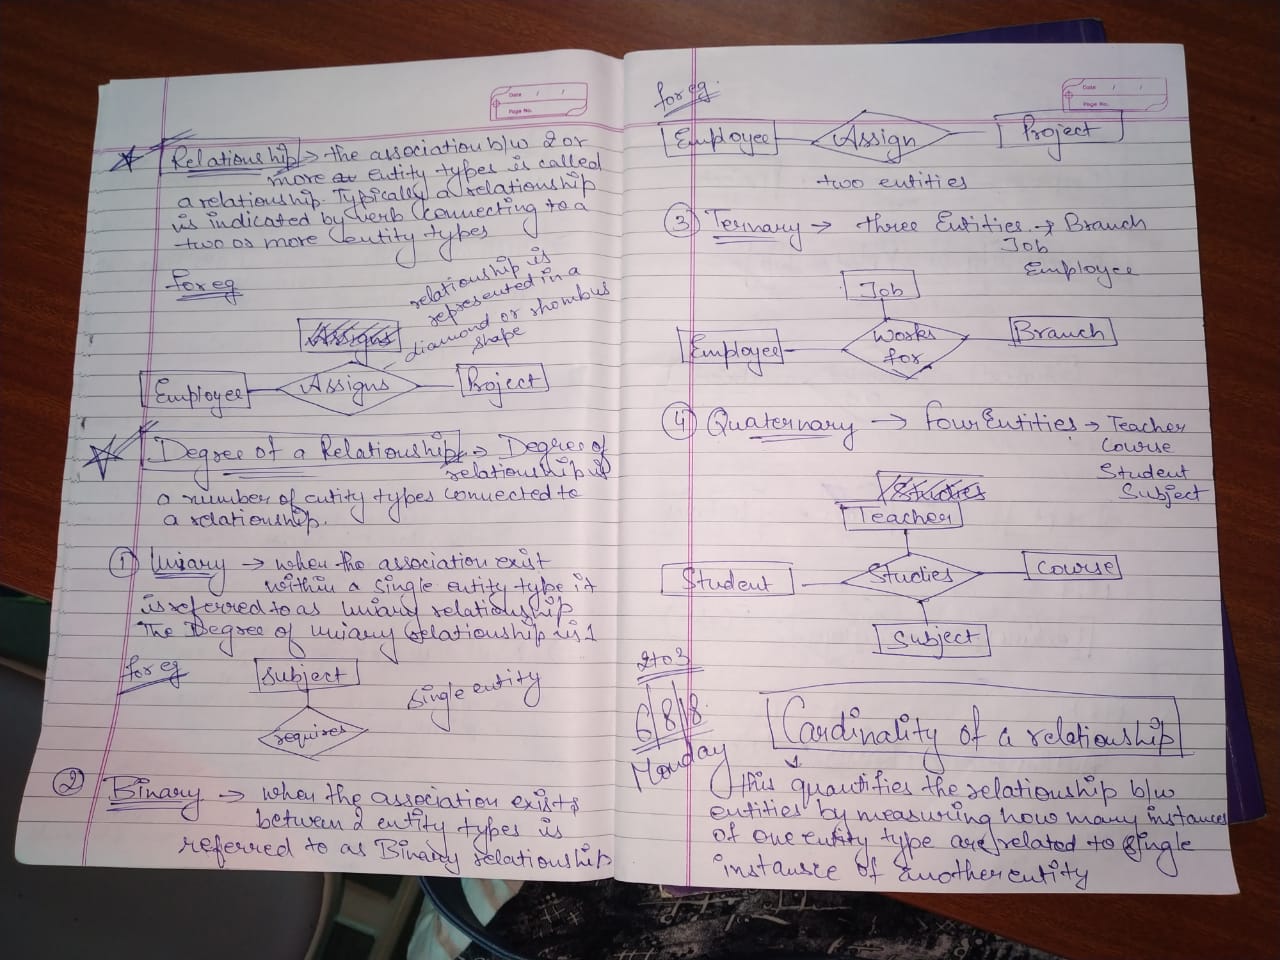 Date / /
Page No.
Relationship → the association b/w 2 or
more entity types is called
a relationship. Typically a relationship
is indicated by verb connecting to a
two or more entity types
for eg
relationship is
represented in a
diamond or rhombus
shape
Assigns
Employee Assigns Project
Degree of a Relationship → Degree of
relationship is
a number of entity types connected to
a relationship.
① Uniary → when the association exist
within a single entity type it
is referred to as Uniary relationship
The Degree of Uniary relationship is 1
for eg
Subject
single entity
requires
② Binary → when the association exists
between 2 entity types is
referred to as Binary relationship
Date / /
Page No.
for eg.
Employee Assign Project
two entities
③ Ternary → three Entities → Branch
Job
Employee
Job
Employee Works for Branch
④ Quaternary → four Entities → Teacher
Course
Student
Subject
Studies
Teacher
Student Studies Course
Subject
2 to 3
6/8/18
Monday
Cardinality of a relationship
this quantifies the relationship b/w
entities by measuring how many instances
of one entity type are related to single
instance of another entity